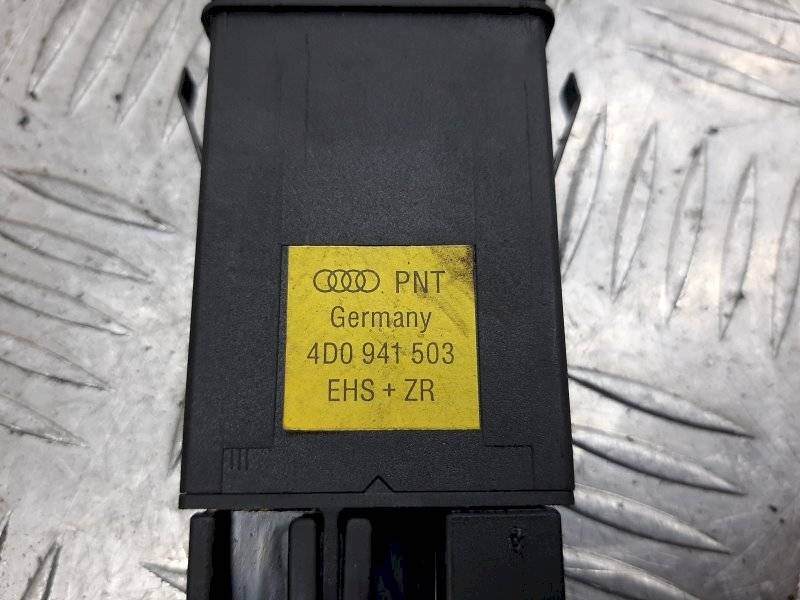 PNT
Germany
4D0 941 503
EHS + ZR